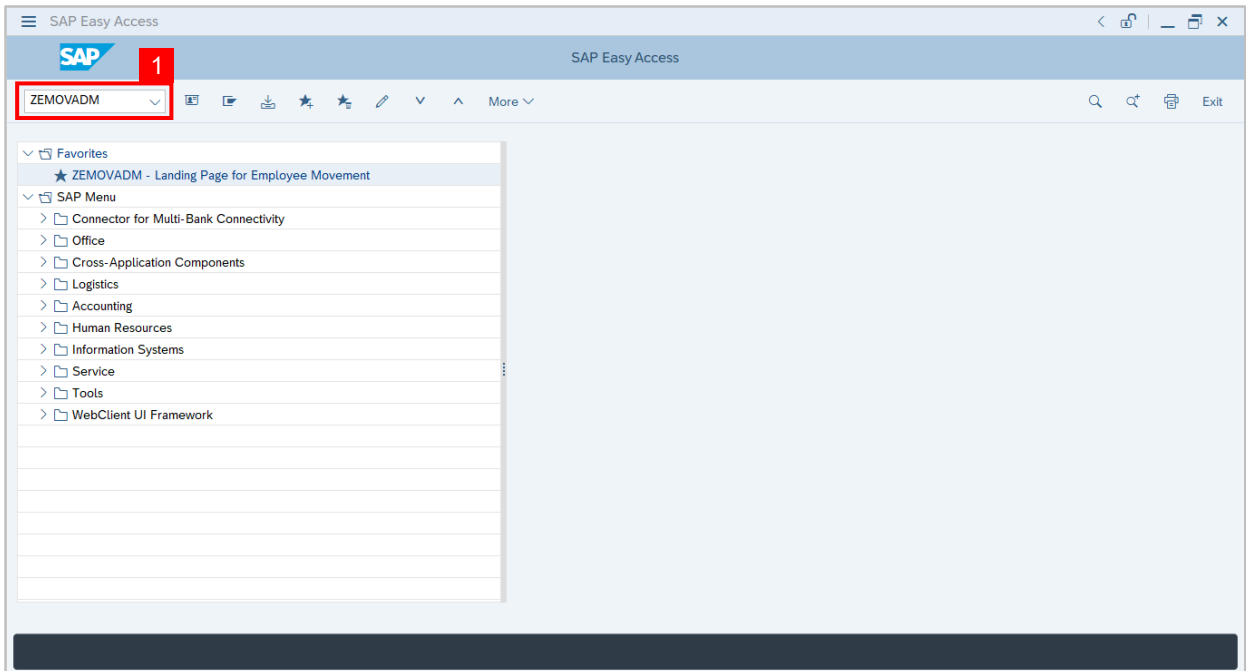 SAP Easy Access
SAP
SAP Easy Access
1
ZEMOVADM
More
Exit
Favorites
ZEMOVADM - Landing Page for Employee Movement
SAP Menu
Connector for Multi-Bank Connectivity
Office
Cross-Application Components
Logistics
Accounting
Human Resources
Information Systems
Service
Tools
WebClient UI Framework